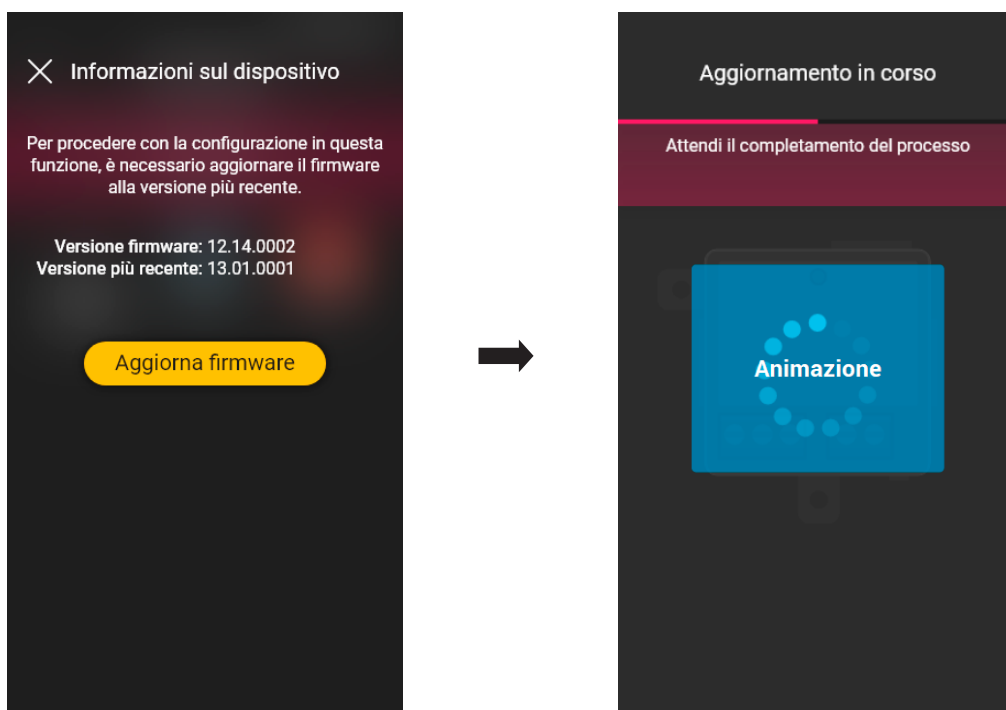 Informazioni sul dispositivo
Per procedere con la configurazione in questa
funzione, è necessario aggiornare il firmware
alla versione più recente.
Versione firmware: 12.14.0002
Versione più recente: 13.01.0001
Aggiorna firmware
Aggiornamento in corso
Attendi il completamento del processo
Animazione